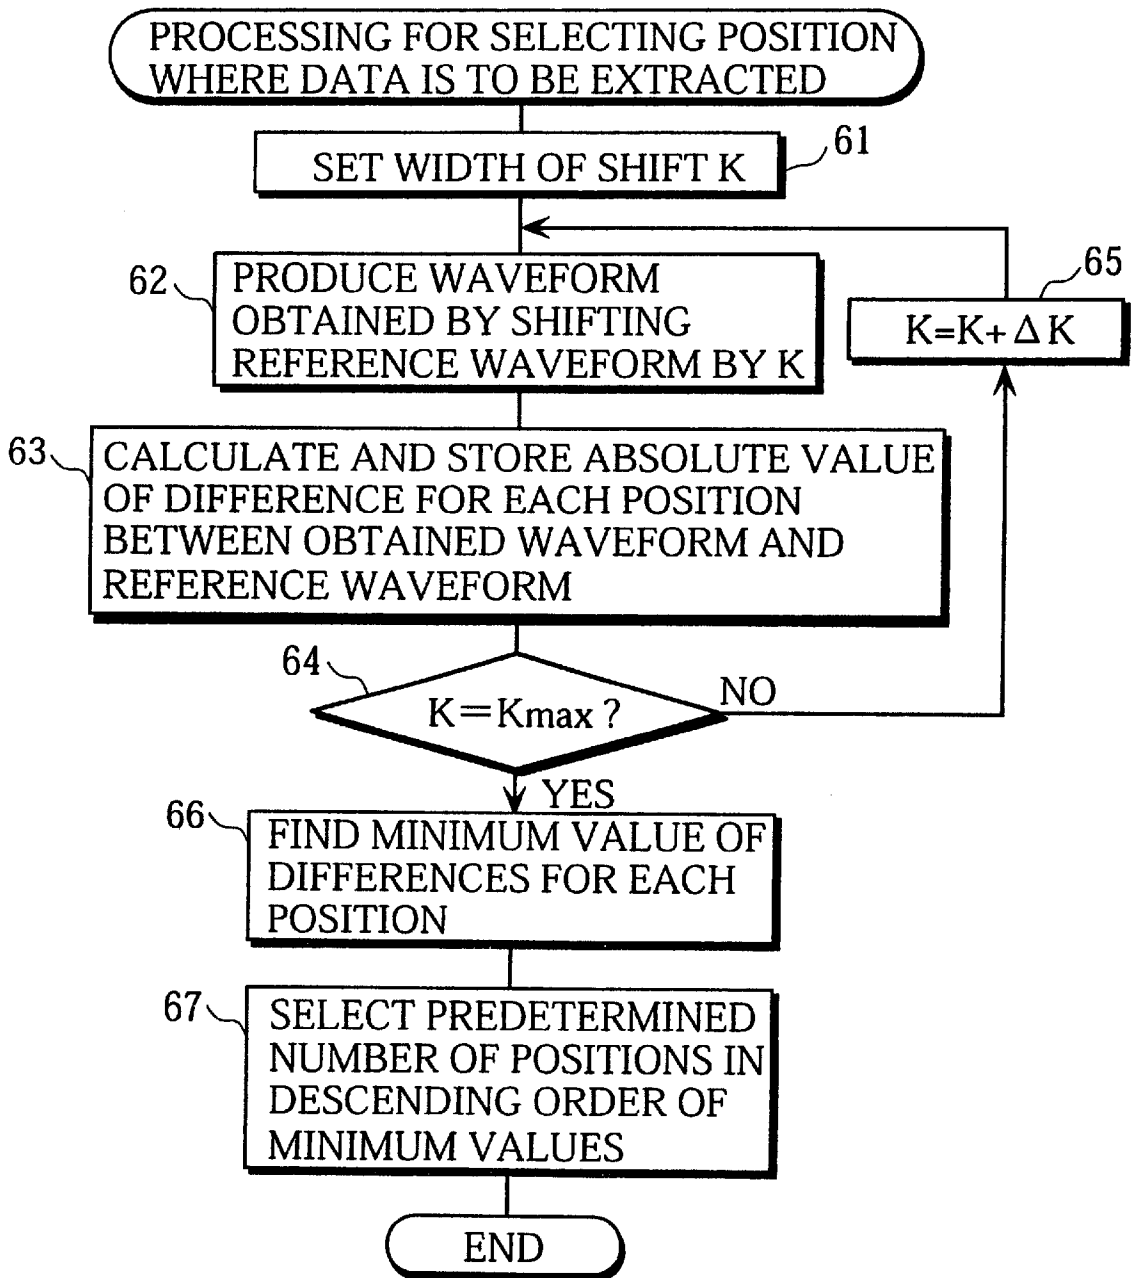 PROCESSING FOR SELECTING POSITION
WHERE DATA IS TO BE EXTRACTED
61
SET WIDTH OF SHIFT K
62
PRODUCE WAVEFORM
OBTAINED BY SHIFTING
REFERENCE WAVEFORM BY K
65
K=K+ΔK
63
CALCULATE AND STORE ABSOLUTE VALUE
OF DIFFERENCE FOR EACH POSITION
BETWEEN OBTAINED WAVEFORM AND
REFERENCE WAVEFORM
64
K=Kmax?
NO
YES
66
FIND MINIMUM VALUE OF
DIFFERENCES FOR EACH
POSITION
67
SELECT PREDETERMINED
NUMBER OF POSITIONS IN
DESCENDING ORDER OF
MINIMUM VALUES
END